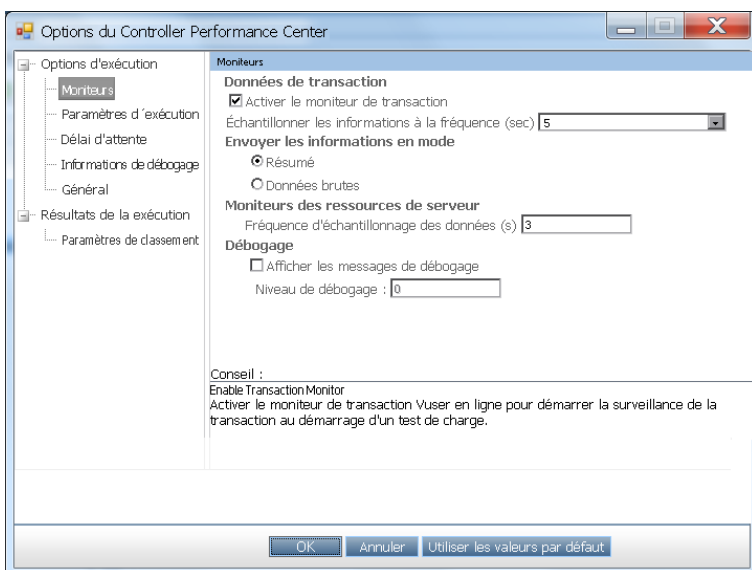 Options du Controller Performance Center
Options d'exécution
Moniteurs
Paramètres d´exécution
Délai d'attente
Informations de débogage
Général
Résultats de la exécution
Paramètres de classement
Moniteurs
Données de transaction
Activer le moniteur de transaction
Échantillonner les informations à la fréquence (sec) 5
Envoyer les informations en mode
Résumé
Données brutes
Moniteurs des ressources de serveur
Fréquence d'échantillonnage des données (s) 3
Débogage
Afficher les messages de débogage
Niveau de débogage : 0
Conseil :
Enable Transaction Monitor
Activer le moniteur de transaction Vuser en ligne pour démarrer la surveillance de la
transaction au démarrage d'un test de charge.
OK Annuler Utiliser les valeurs par défaut